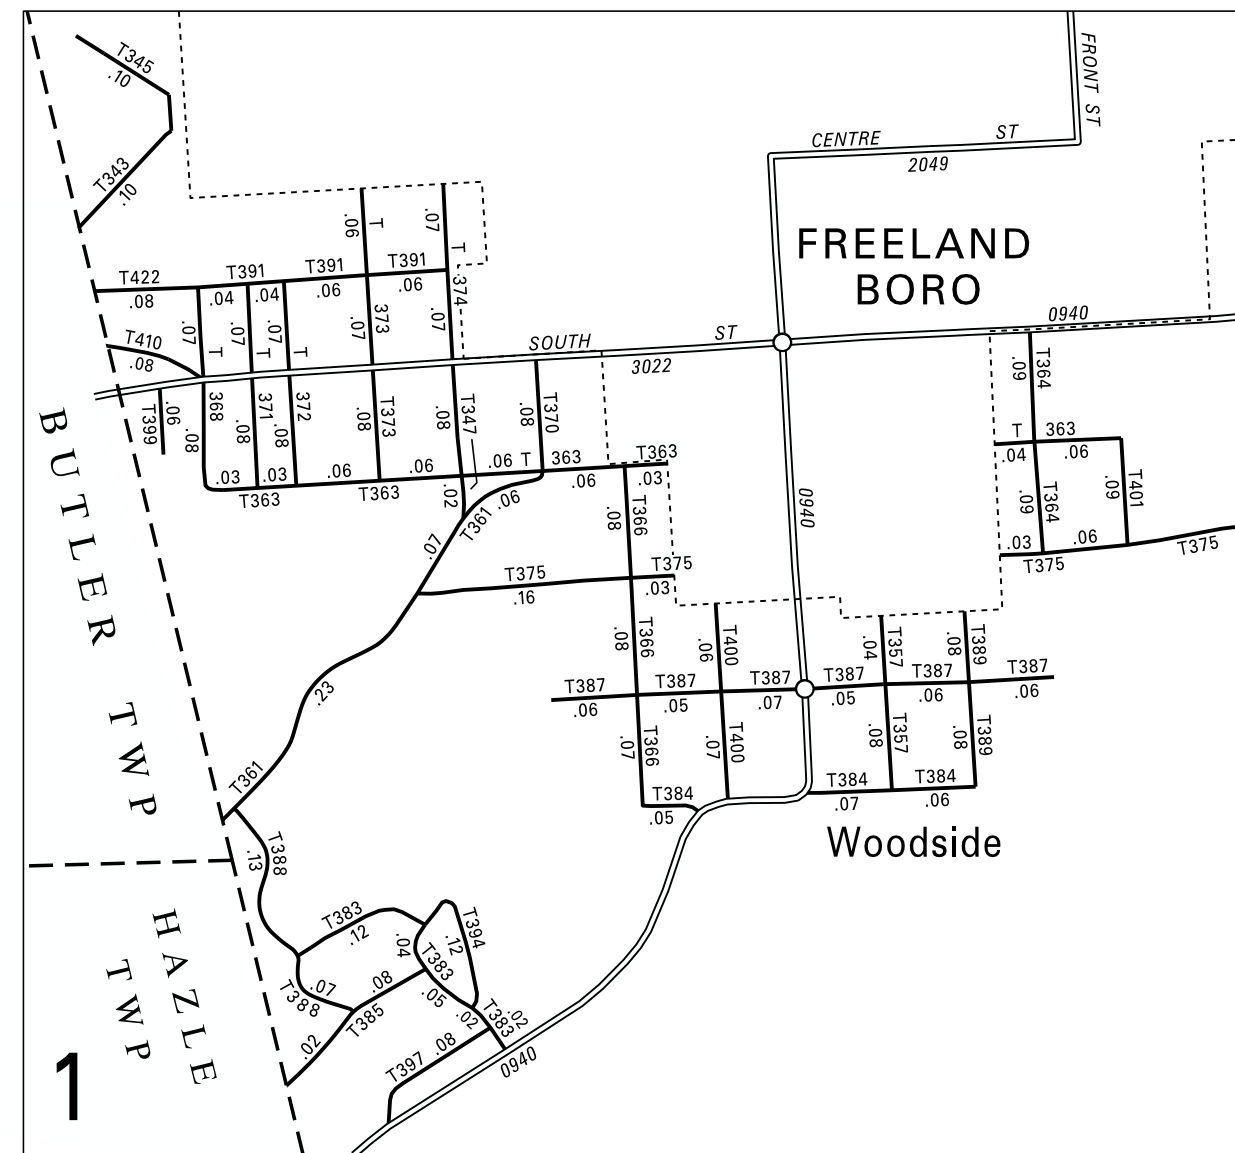 T345
.10
FRONT ST
T343
.10
CENTRE ST
2049
.06 T
.07 T
FREELAND
BORO
T422
.08
T391
.04 .04
T391
.06
T391
.06
374
0940
.07 T
.07 T
.07 T
.07 373
.07
T410
.08
SOUTH ST
3022
T399
.06
368
.08
371
.08
372
.08
T373
.08
T347
.08
T370
.08
T364
.09
T 363
.04 .06
T364
.09
T401
.09
.03 .06
T375
T375
.03 .03
T363
.06
T363
.06
.06 T 363
.06
T363
.03
.02
T361
.06
.07
T366
.08
0940
T375
.16
T375
.03
T366
.08
T400
.06
T357
.04
T389
.08
T387
.06
T387
.05
T387
.07
T387
.05
T387
.06
T387
.06
T366
.07
T400
.07
T357
.08
T389
.08
T384
.05
T384
.07
T384
.06
Woodside
.23
T361
BUTLER TWP
T388
.13
HAZLE
TWP
T383
.12
.04
T394
.12
T383
.05
.07
T388
.08
T385
.02
.02
T383
.02
T397 .08
0940
1